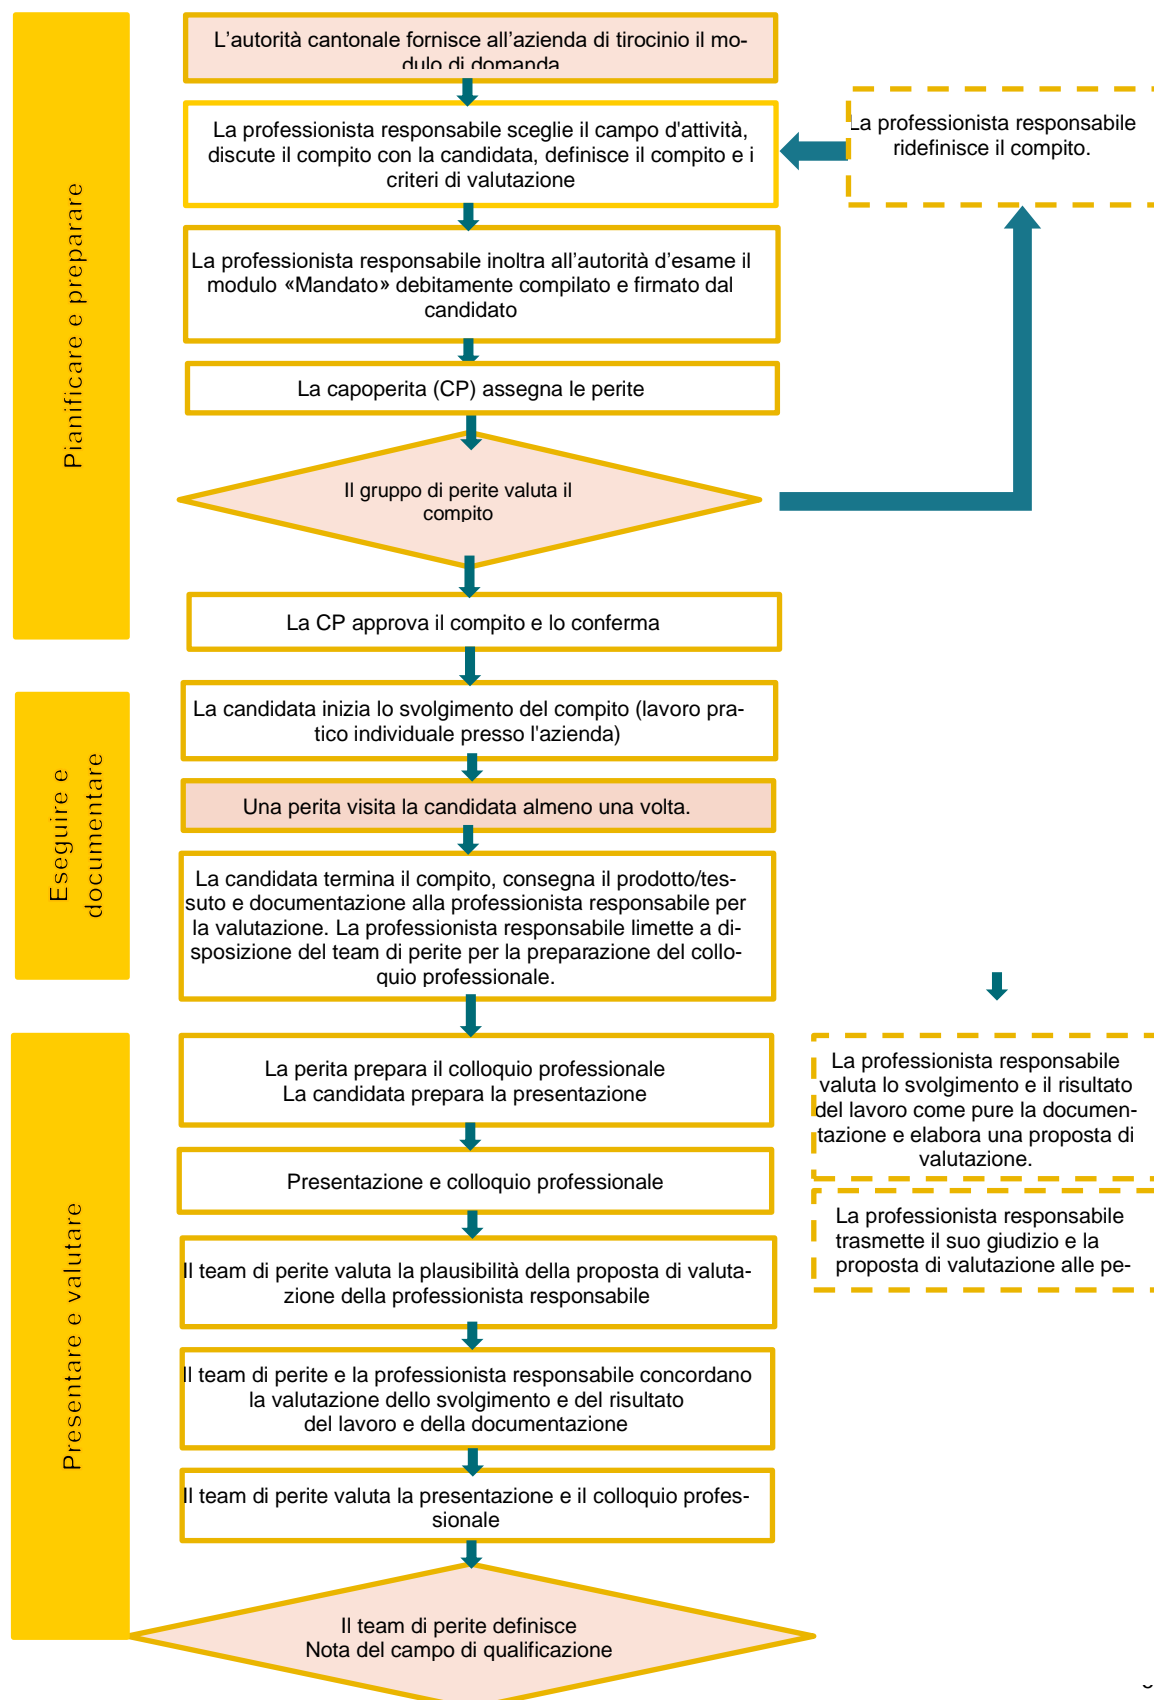 Pianificare e preparare
L'autorità cantonale fornisce all'azienda di tirocinio il mo-
dulo di domanda
La professionista responsabile sceglie il campo d'attività,
discute il compito con la candidata, definisce il compito e i
criteri di valutazione
La professionista responsabile
ridefinisce il compito.
La professionista responsabile inoltra all'autorità d'esame il
modulo «Mandato» debitamente compilato e firmato dal
candidato
La capoperita (CP) assegna le perite
Il gruppo di perite valuta il
compito
La CP approva il compito e lo conferma
Eseguire e
documentare
La candidata inizia lo svolgimento del compito (lavoro pra-
tico individuale presso l'azienda)
Una perita visita la candidata almeno una volta.
La candidata termina il compito, consegna il prodotto/tes-
suto e documentazione alla professionista responsabile per
la valutazione. La professionista responsabile limette a di-
sposizione del team di perite per la preparazione del collo-
quio professionale.
Presentare e valutare
La perita prepara il colloquio professionale
La candidata prepara la presentazione
La professionista responsabile
valuta lo svolgimento e il risultato
del lavoro come pure la documen-
tazione e elabora una proposta di
valutazione.
Presentazione e colloquio professionale
La professionista responsabile
trasmette il suo giudizio e la
proposta di valutazione alle pe-
Il team di perite valuta la plausibilità della proposta di valuta-
zione della professionista responsabile
Il team di perite e la professionista responsabile concordano
la valutazione dello svolgimento e del risultato
del lavoro e della documentazione
Il team di perite valuta la presentazione e il colloquio profes-
sionale
Il team di perite definisce
Nota del campo di qualificazione